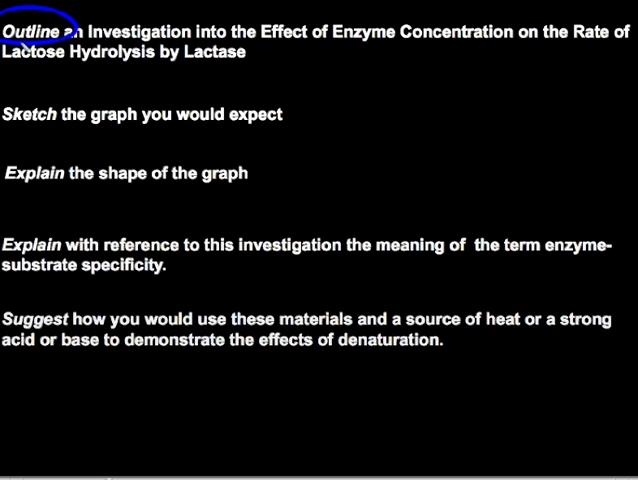 Outline an Investigation into the Effect of Enzyme Concentration on the Rate of
Lactose Hydrolysis by Lactase
Sketch the graph you would expect
Explain the shape of the graph
Explain with reference to this investigation the meaning of the term enzyme-
substrate specificity.
Suggest how you would use these materials and a source of heat or a strong
acid or base to demonstrate the effects of denaturation.